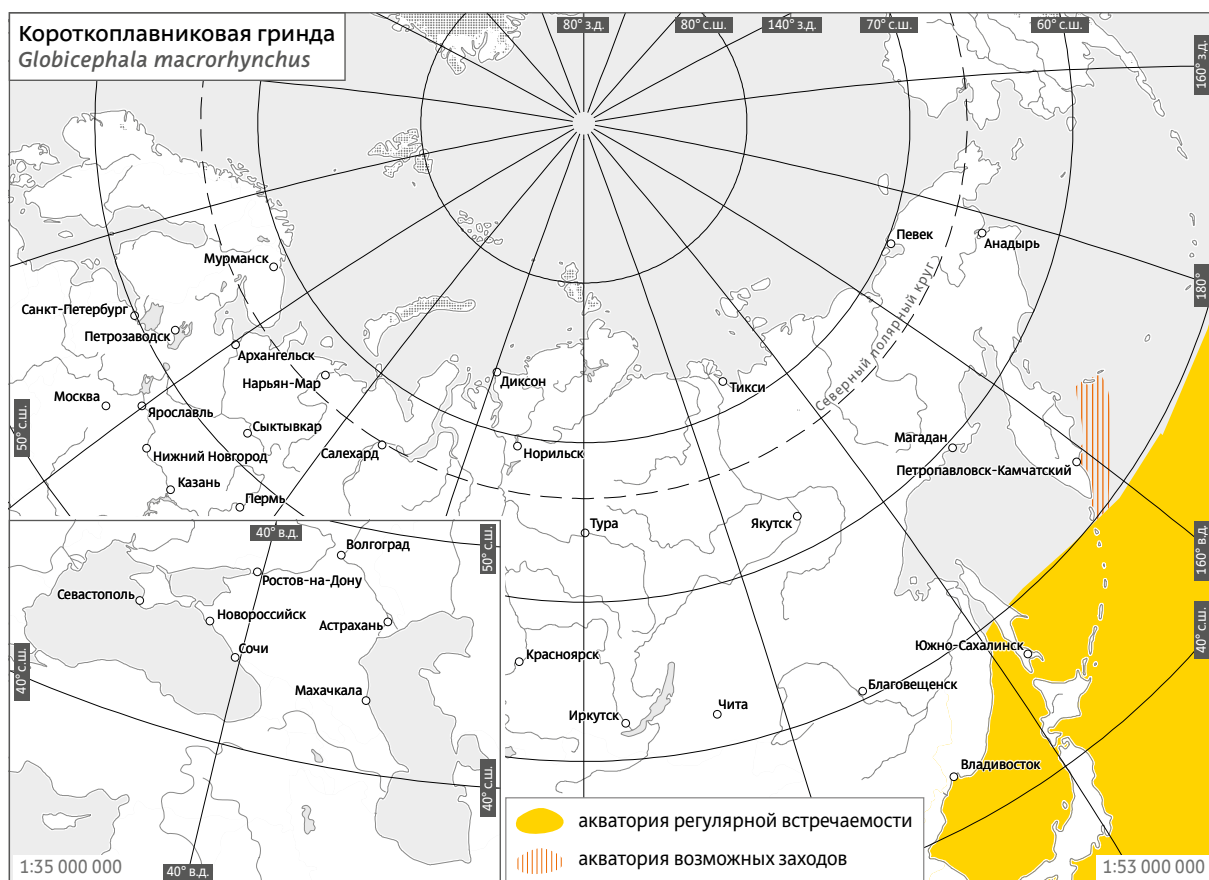 Короткоплавниковая гринда
Globicephala macrorhynchus
80° з.д.
80° с.ш.
140° з.д.
70° с.ш.
60° с.ш.
160° з.д.
180°
160° в.д.
40° с.ш.
50° с.ш.
Северный полярный круг
Певек
Анадырь
Мурманск
Санкт-Петербург
Петрозаводск
Архангельск
Нарьян-Мар
Диксон
Тикси
Москва
Ярославль
Сыктывкар
Нижний Новгород
Салехард
Норильск
Магадан
Петропавловск-Камчатский
Казань
Пермь
Тура
Якутск
Южно-Сахалинск
Красноярск
Благовещенск
Иркутск
Чита
Владивосток
40° в.д.
50° с.ш.
Волгоград
Ростов-на-Дону
Севастополь
Новороссийск
Астрахань
Сочи
40° с.ш.
Махачкала
40° с.ш.
40° в.д.
1:35 000 000
акватория регулярной встречаемости
акватория возможных заходов
1:53 000 000